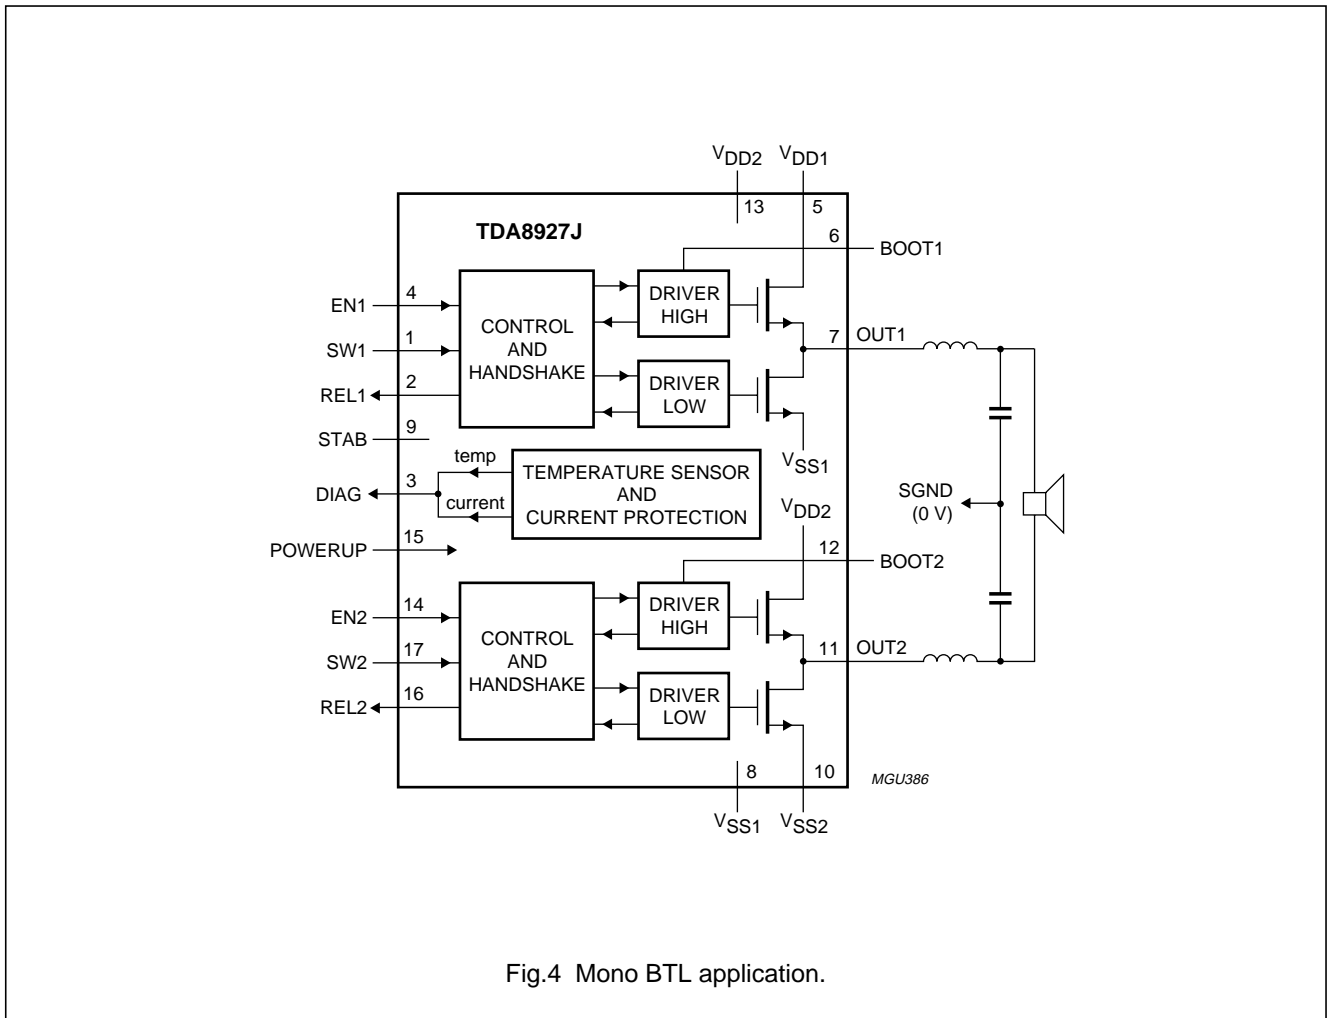 VDD2 VDD1
13 5
TDA8927J
6 BOOT1
EN1 4
SW1 1
REL1 2
CONTROL
AND
HANDSHAKE
DRIVER
HIGH
DRIVER
LOW
7 OUT1
VSS1
STAB 9
DIAG 3
temp
current
TEMPERATURE SENSOR
AND
CURRENT PROTECTION
SGND
(0 V)
VDD2
POWERUP 15
12 BOOT2
EN2 14
SW2 17
REL2 16
CONTROL
AND
HANDSHAKE
DRIVER
HIGH
DRIVER
LOW
11 OUT2
8 10
MGU386
VSS1 VSS2
Fig.4 Mono BTL application.